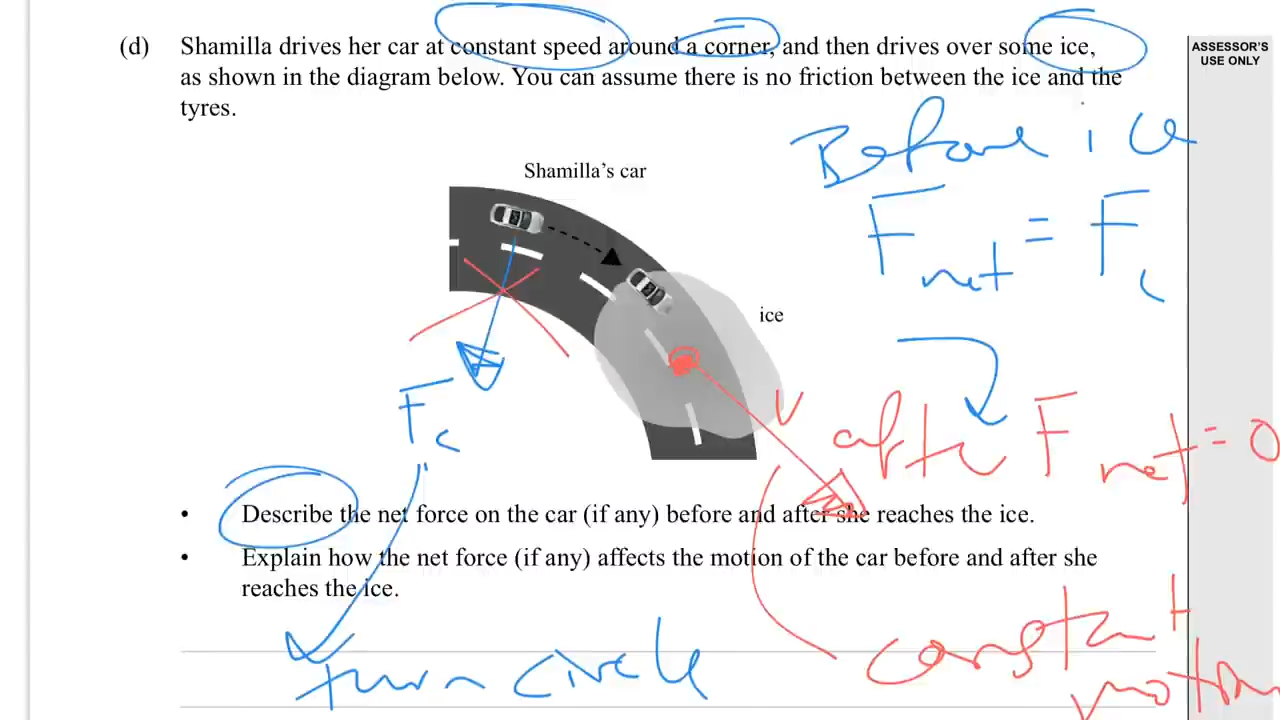 (d) Shamilla drives her car at constant speed around a corner, and then drives over some ice,
as shown in the diagram below. You can assume there is no friction between the ice and the
tyres.
ASSESSOR'S
USE ONLY
Before ice
Shamilla's car
F net = F c
ice
F c
v
after F net = 0
• Describe the net force on the car (if any) before and after she reaches the ice.
• Explain how the net force (if any) affects the motion of the car before and after she
reaches the ice.
turn circle
constant
motion